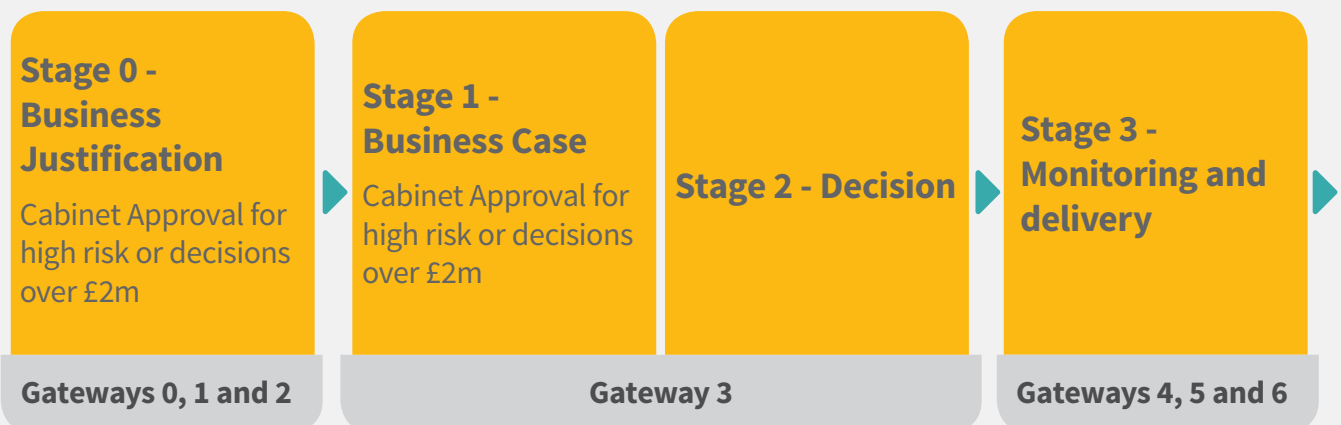 Stage 0 -
Business
Justification
Cabinet Approval for
high risk or decisions
over £2m
Stage 1 -
Business Case
Cabinet Approval for
high risk or decisions
over £2m
Stage 2 - Decision
Stage 3 -
Monitoring and
delivery
Gateways 0, 1 and 2
Gateway 3
Gateways 4, 5 and 6